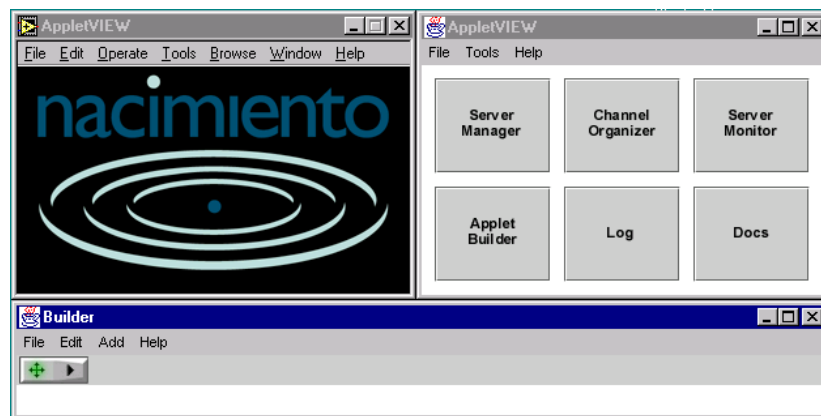 AppletVIEW
File Edit Operate Tools Browse Window Help
nacimiento
AppletVIEW
File Tools Help
Server
Manager
Channel
Organizer
Server
Monitor
Applet
Builder
Log
Docs
Builder
File Edit Add Help